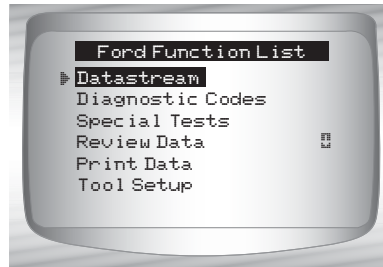 Ford Function List
Datastream
Diagnostic Codes
Special Tests
Review Data
Print Data
Tool Setup